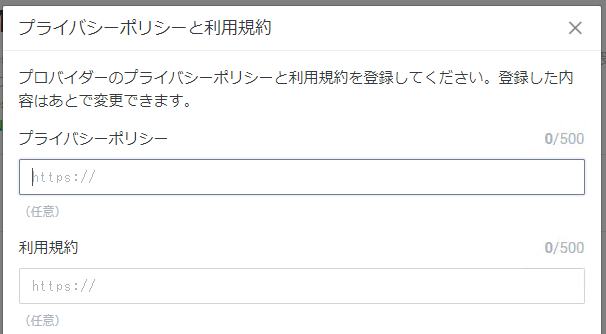 プライバシーポリシーと利用規約
プロバイダーのプライバシーポリシーと利用規約を登録してください。登録した内
容はあとで変更できます。
プライバシーポリシー 0/500
https://
（任意）
利用規約 0/500
https://
（任意）